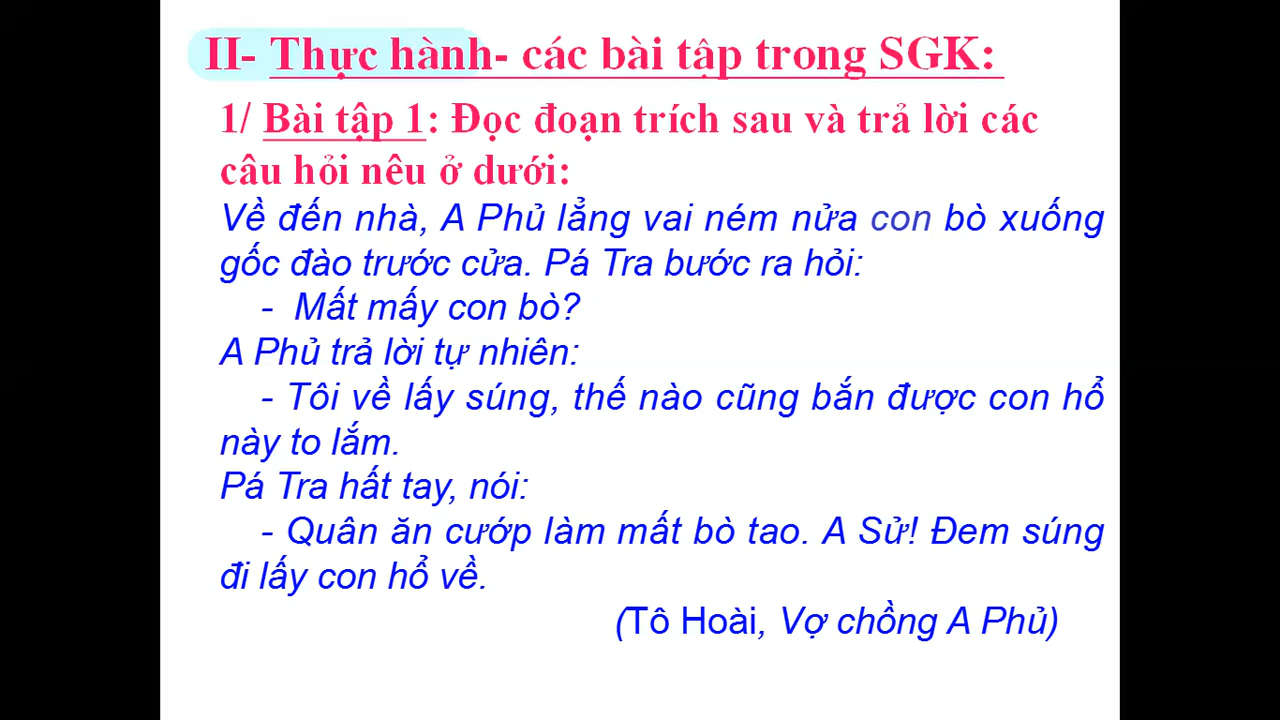 II- Thực hành- các bài tập trong SGK:
1/ Bài tập 1: Đọc đoạn trích sau và trả lời các
câu hỏi nêu ở dưới:
Về đến nhà, A Phủ lẳng vai ném nửa con bò xuống
gốc đào trước cửa. Pá Tra bước ra hỏi:
- Mất mấy con bò?
A Phủ trả lời tự nhiên:
- Tôi về lấy súng, thế nào cũng bắn được con hổ
này to lắm.
Pá Tra hất tay, nói:
- Quân ăn cướp làm mất bò tao. A Sử! Đem súng
đi lấy con hổ về.
(Tô Hoài, Vợ chồng A Phủ)